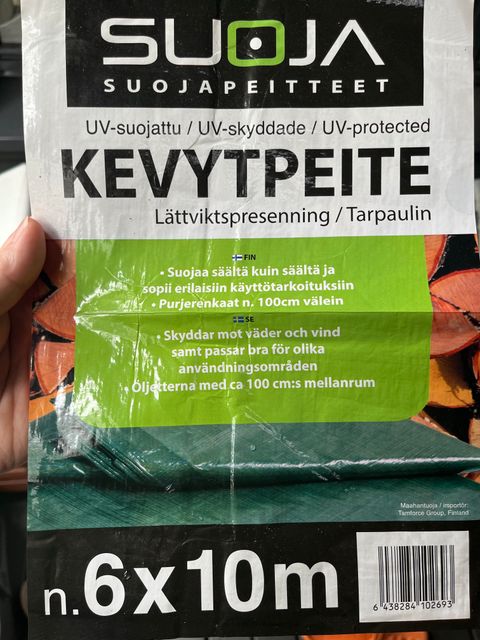 SUOJA
SUOJAPEITTEET
UV-suojattu / UV-skyddade / UV-protected
KEVYTPEITE
Lättviktspresenning / Tarpaulin
FIN
• Suojaa säältä kuin säältä ja
sopii erilaisiin käyttötarkoituksiin
• Purjerenkaat n. 100cm välein
SE
• Skyddar mot väder och vind
samt passar bra för olika
användningsområden
• Öljetterna med ca 100 cm:s mellanrum
Maahantuoja / importör:
Tamforce Group, Finland
n. 6 x 10m
6 438284 102693